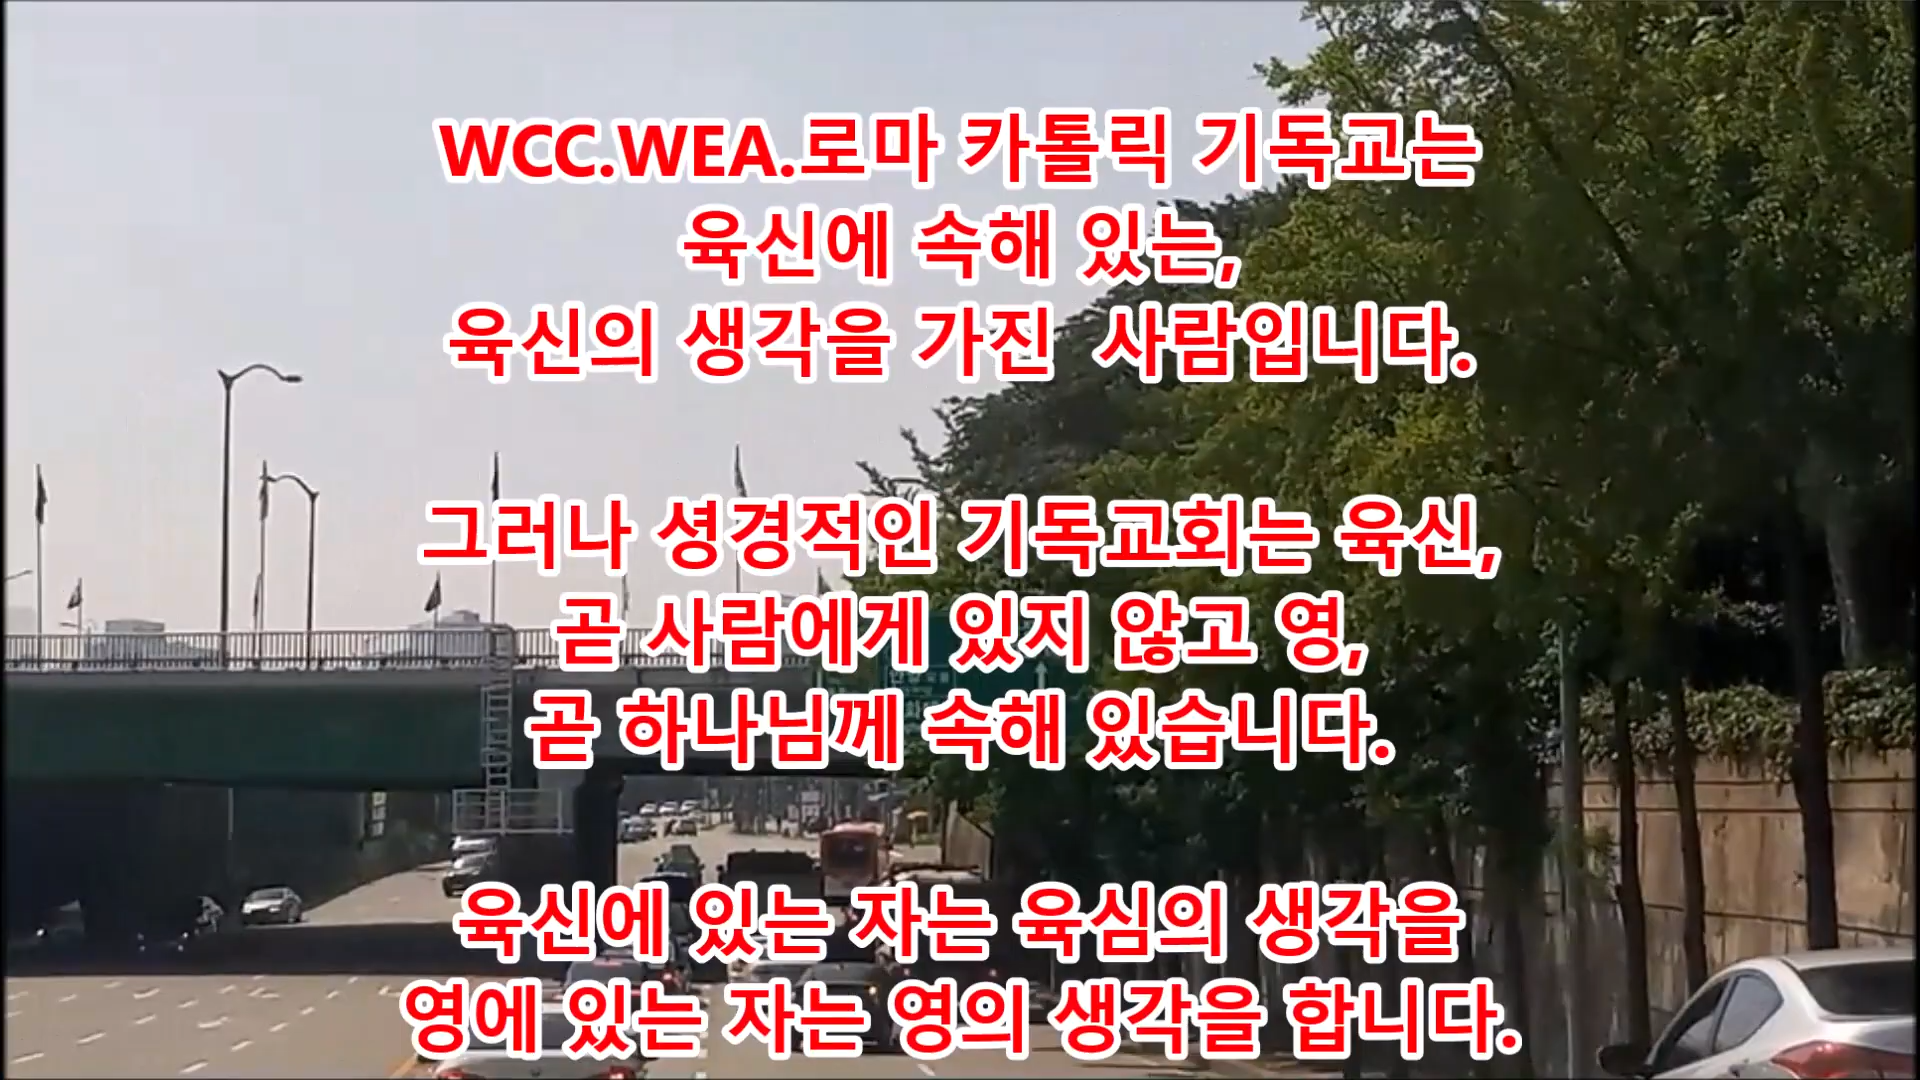 WCC.WEA.로마 카톨릭 기독교는
육신에 속해 있는,
육신의 생각을 가진  사람입니다.
그러나 셩경적인 기독교회는 육신,
곧 사람에게 있지 않고 영,
곧 하나님께 속해 있습니다.
육신에 있는 자는 육심의 생각을
영에 있는 자는 영의 생각을 합니다.